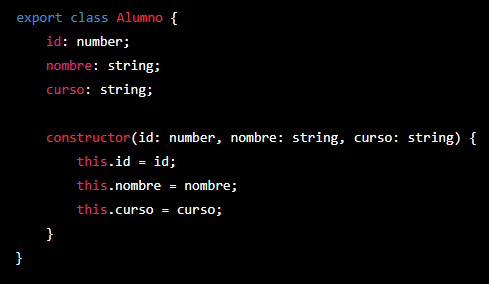 export class Alumno {
    id: number;
    nombre: string;
    curso: string;

    constructor(id: number, nombre: string, curso: string) {
        this.id = id;
        this.nombre = nombre;
        this.curso = curso;
    }
}